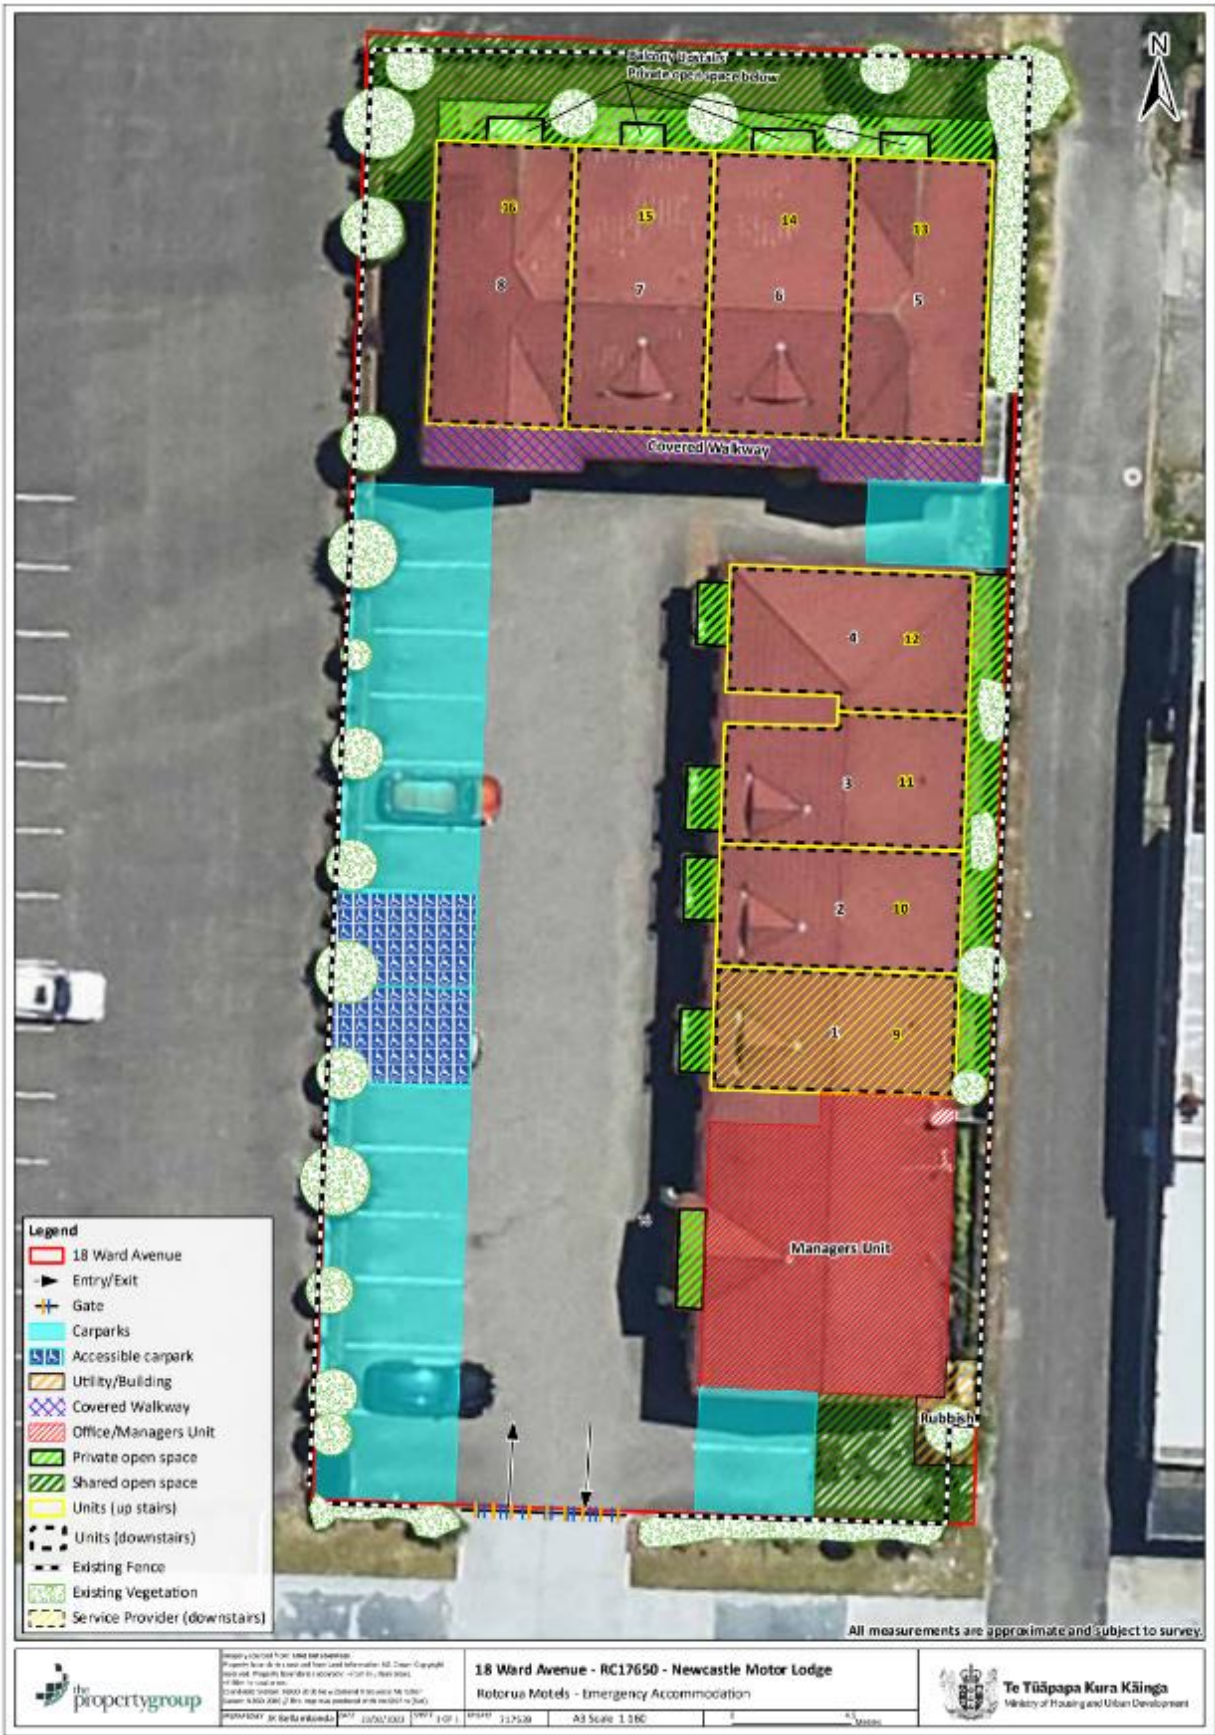 N
Balcony Upstairs
Private open space below
16
15
14
13
8
7
6
5
Covered Walkway
4
12
3
11
2
10
1
9
Managers Unit
Rubbish
Legend
18 Ward Avenue
Entry/Exit
Gate
Carparks
Accessible carpark
Utility/Building
Covered Walkway
Office/Managers Unit
Private open space
Shared open space
Units (up stairs)
Units (downstairs)
Existing Fence
Existing Vegetation
Service Provider (downstairs)
All measurements are approximate and subject to survey.
the
propertygroup
18 Ward Avenue - RC17650 - Newcastle Motor Lodge
Rotorua Motels - Emergency Accommodation
A3 Scale 1:160
Te Tūāpapa Kura Kāinga
Ministry of Housing and Urban Development